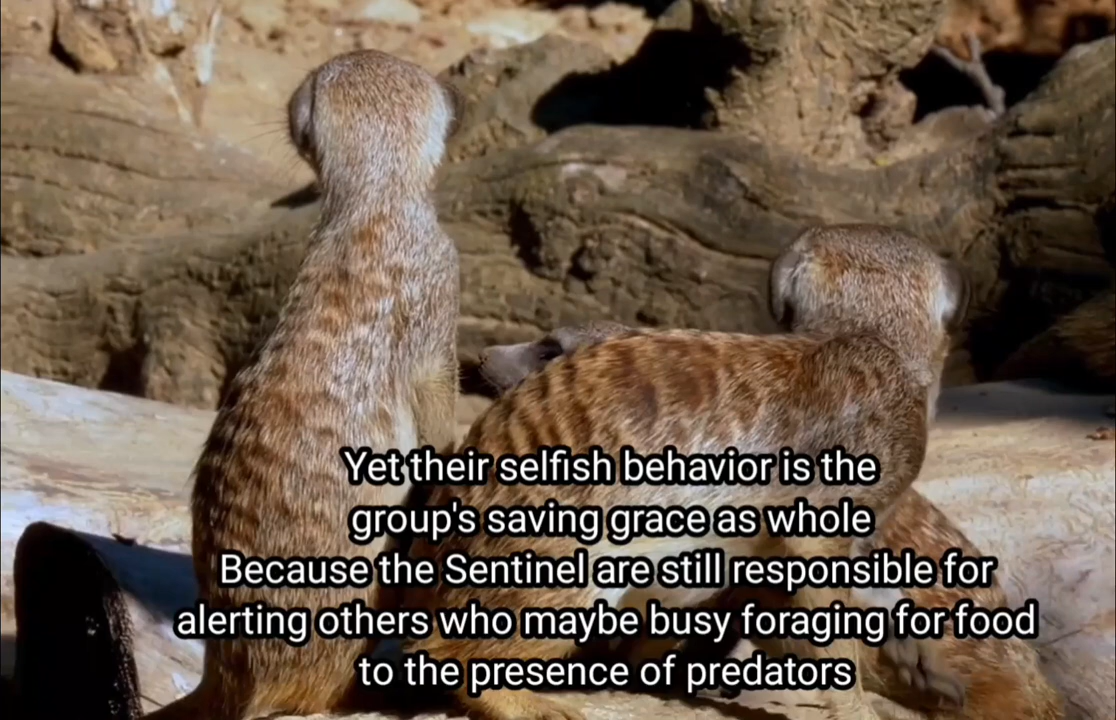 Yet their selfish behavior is the
group's saving grace as whole
Because the Sentinel are still responsible for
alerting others who maybe busy foraging for food
to the presence of predators